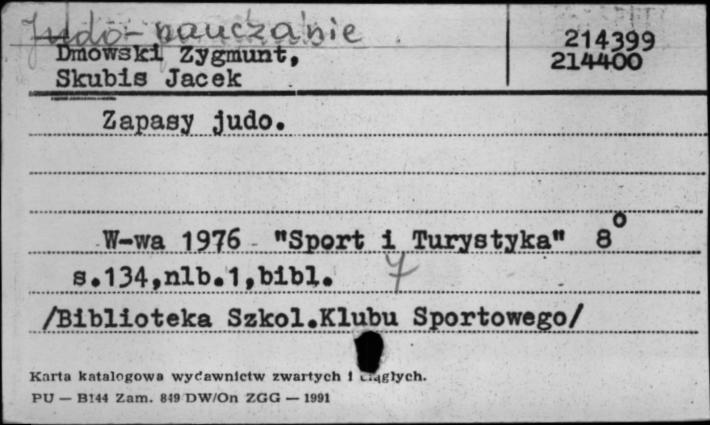 Judo - nauczanie
Dmowski Zygmunt,
Skubis Jacek
214399
214400
Zapasy judo.
W-wa 1976 - "Sport i Turystyka" 8°
s.134,nlb.1,bibl. 7
/Biblioteka Szkol.Klubu Sportowego/
Karta katalogowa wydawnictw zwartych i ciągłych.
PU — B144 Zam. 849 DW/On ZGG — 1991